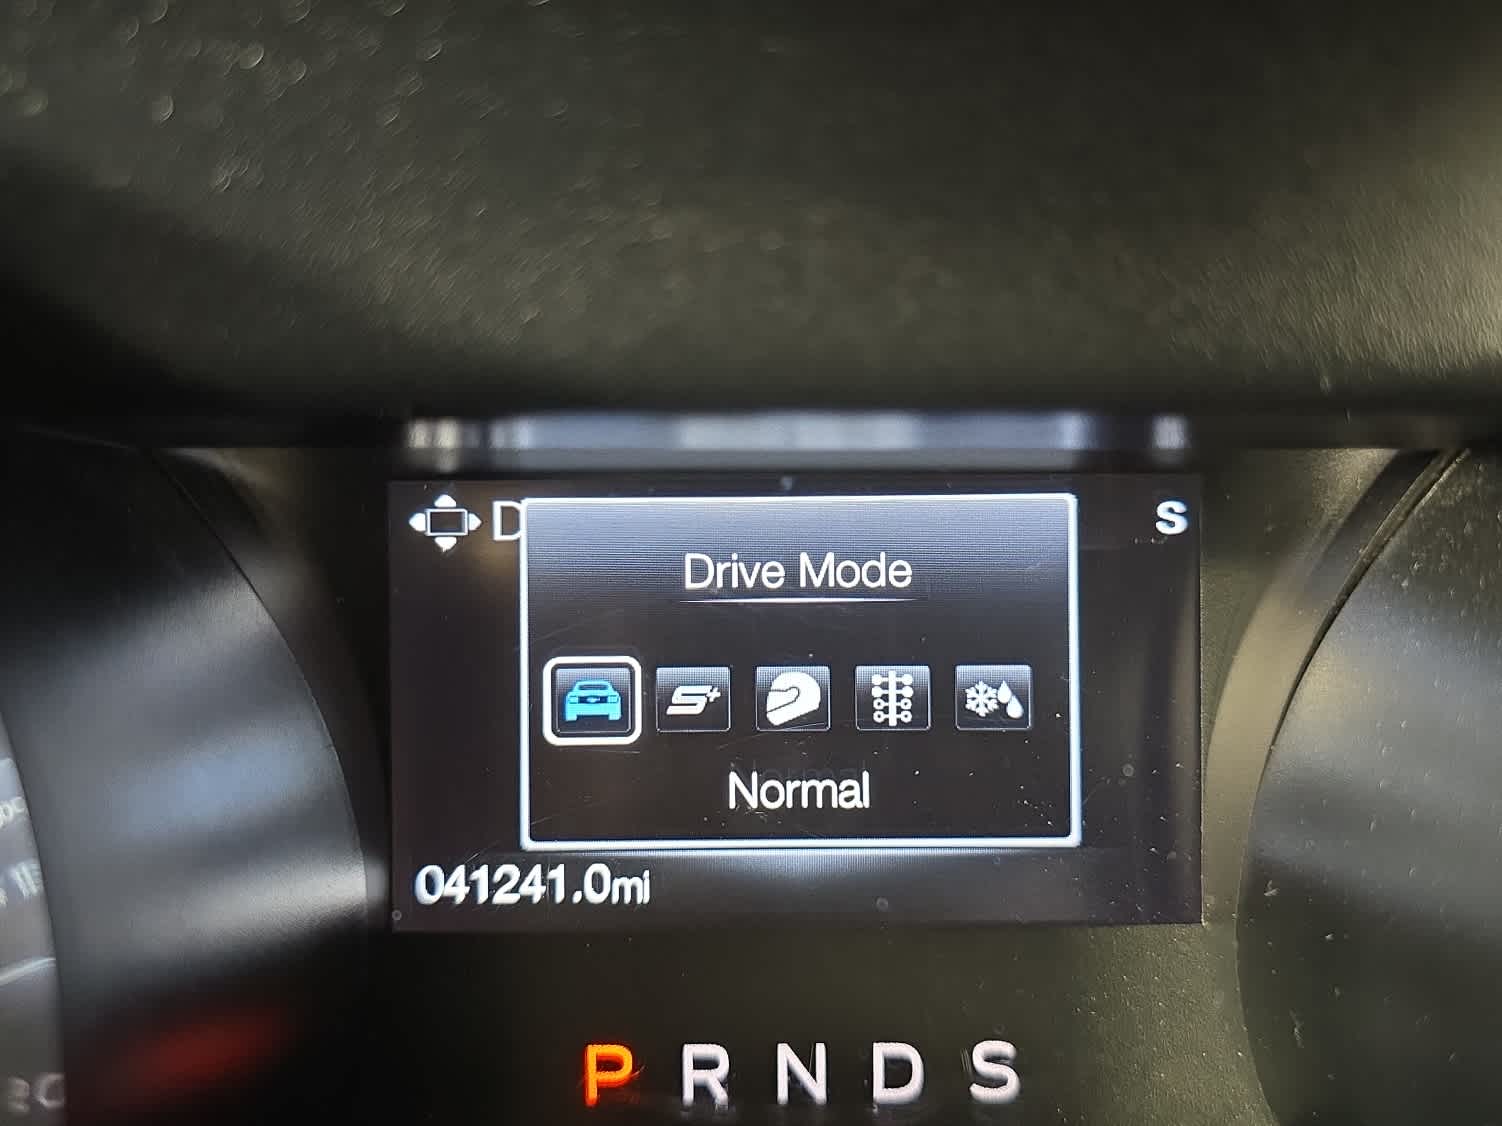 D
S
Drive Mode
S+
Normal
041241.0mi
P R N D S